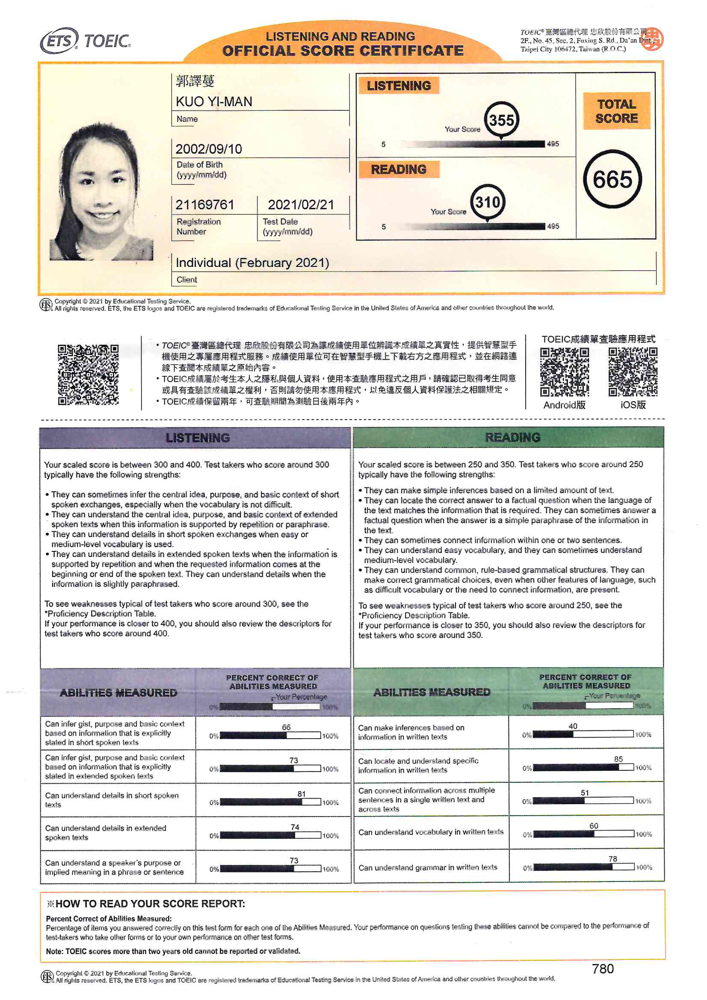 ETS TOEIC®
LISTENING AND READING
OFFICIAL SCORE CERTIFICATE
TOEIC® 臺灣區總代理 忠欣股份有限公司
2F., No. 45, Sec. 2, Fuxing S. Rd., Da'an Dist.,
Taipei City 106472, Taiwan (R.O.C.)
郭譯蔓
KUO YI-MAN
Name
2002/09/10
Date of Birth
(yyyy/mm/dd)
21169761
Registration
Number
2021/02/21
Test Date
(yyyy/mm/dd)
Individual (February 2021)
Client
LISTENING
355
Your Score
5 495
READING
310
Your Score
5 495
TOTAL
SCORE
665
ETS Copyright © 2021 by Educational Testing Service.
All rights reserved. ETS, the ETS logos and TOEIC are registered trademarks of Educational Testing Service in the United States of America and other countries throughout the world.
• TOEIC® 臺灣區總代理 忠欣股份有限公司為讓成績使用單位辨識本成績單之真實性，提供智慧型手
機使用之專屬應用程式服務。成績使用單位可在智慧型手機上下載右方之應用程式，並在網路連
線下查閱本成績單之原始內容。
• TOEIC成績屬於考生本人之隱私與個人資料，使用本查驗應用程式之用戶，請確認已取得考生同意
或具有查驗該成績單之權利，否則請勿使用本應用程式，以免違反個人資料保護法之相關規定。
• TOEIC成績保留兩年，可查驗期間為測驗日後兩年內。
TOEIC成績單查驗應用程式
Android版 iOS版
LISTENING
Your scaled score is between 300 and 400. Test takers who score around 300
typically have the following strengths:
• They can sometimes infer the central idea, purpose, and basic context of short
spoken exchanges, especially when the vocabulary is not difficult.
• They can understand the central idea, purpose, and basic context of extended
spoken texts when this information is supported by repetition or paraphrase.
• They can understand details in short spoken exchanges when easy or
medium-level vocabulary is used.
• They can understand details in extended spoken texts when the information is
supported by repetition and when the requested information comes at the
beginning or end of the spoken text. They can understand details when the
information is slightly paraphrased.
To see weaknesses typical of test takers who score around 300, see the
*Proficiency Description Table.
If your performance is closer to 400, you should also review the descriptors for
test takers who score around 400.
READING
Your scaled score is between 250 and 350. Test takers who score around 250
typically have the following strengths:
• They can make simple inferences based on a limited amount of text.
• They can locate the correct answer to a factual question when the language of
the text matches the information that is required. They can sometimes answer a
factual question when the answer is a simple paraphrase of the information in
the text.
• They can sometimes connect information within one or two sentences.
• They can understand easy vocabulary, and they can sometimes understand
medium-level vocabulary.
• They can understand common, rule-based grammatical structures. They can
make correct grammatical choices, even when other features of language, such
as difficult vocabulary or the need to connect information, are present.
To see weaknesses typical of test takers who score around 250, see the
*Proficiency Description Table.
If your performance is closer to 350, you should also review the descriptors for
test takers who score around 350.
ABILITIES MEASURED
PERCENT CORRECT OF
ABILITIES MEASURED
Your Percentage
0% 100%
Can infer gist, purpose and basic context
based on information that is explicitly
stated in short spoken texts
66
0% 100%
Can infer gist, purpose and basic context
based on information that is explicitly
stated in extended spoken texts
73
0% 100%
Can understand details in short spoken
texts
81
0% 100%
Can understand details in extended
spoken texts
74
0% 100%
Can understand a speaker's purpose or
implied meaning in a phrase or sentence
73
0% 100%
ABILITIES MEASURED
PERCENT CORRECT OF
ABILITIES MEASURED
Your Percentage
0% 100%
Can make inferences based on
information in written texts
40
0% 100%
Can locate and understand specific
information in written texts
85
0% 100%
Can connect information across multiple
sentences in a single written text and
across texts
51
0% 100%
Can understand vocabulary in written texts
60
0% 100%
Can understand grammar in written texts
78
0% 100%
※HOW TO READ YOUR SCORE REPORT:
Percent Correct of Abilities Measured:
Percentage of items you answered correctly on this test form for each one of the Abilities Measured. Your performance on questions testing these abilities cannot be compared to the performance of
test-takers who take other forms or to your own performance on other test forms.
Note: TOEIC scores more than two years old cannot be reported or validated.
780
ETS Copyright © 2021 by Educational Testing Service.
All rights reserved. ETS, the ETS logos and TOEIC are registered trademarks of Educational Testing Service in the United States of America and other countries throughout the world.